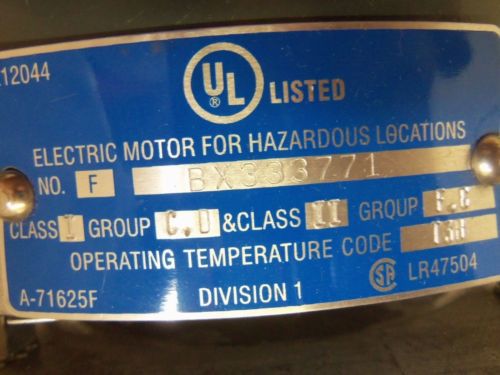 12044
UL ® LISTED
ELECTRIC MOTOR FOR HAZARDOUS LOCATIONS
NO. F BX333771
CLASS I GROUP C,D & CLASS II GROUP
OPERATING TEMPERATURE CODE
A-71625F DIVISION 1 SA LR47504